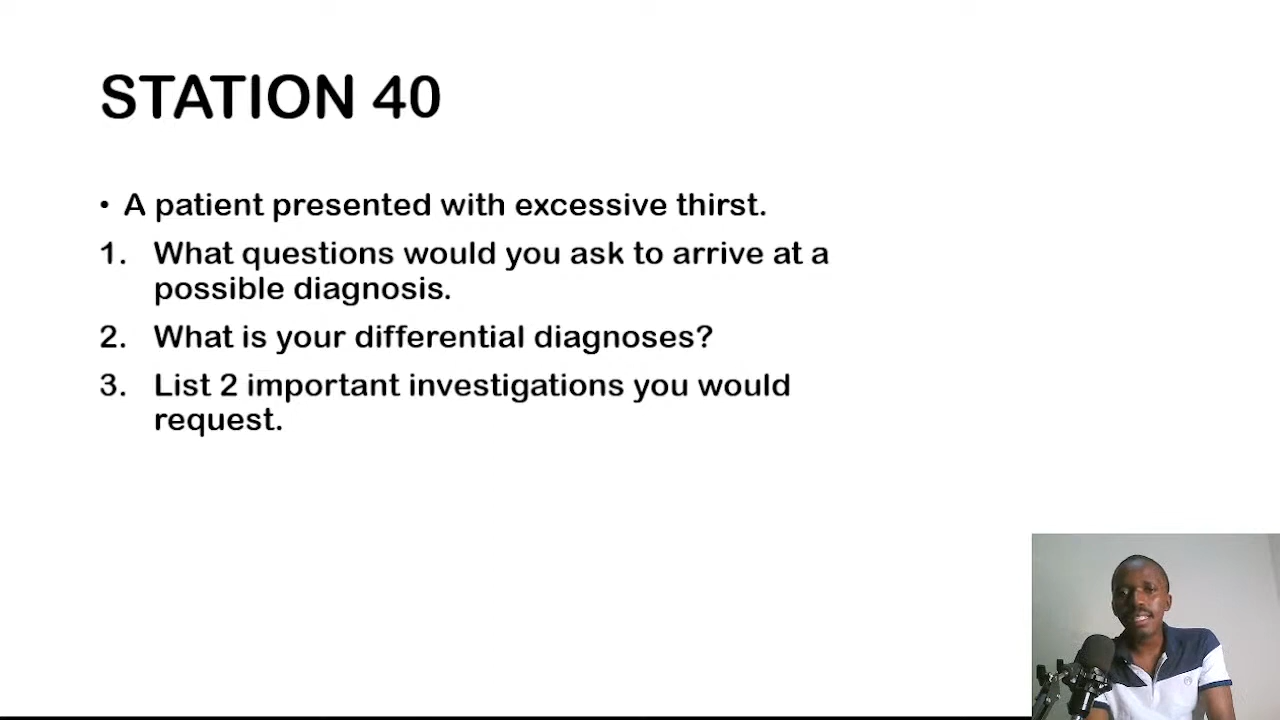 STATION 40
• A patient presented with excessive thirst.
1. What questions would you ask to arrive at a
possible diagnosis.
2. What is your differential diagnoses?
3. List 2 important investigations you would
request.